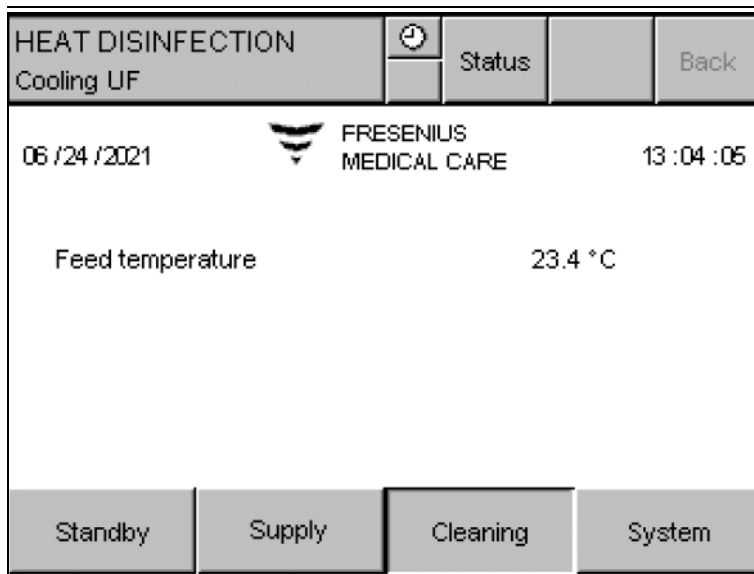 HEAT DISINFECTION
Cooling UF
Status
Back
06 /24 /2021
FRESENIUS
MEDICAL CARE
13 :04 :05
Feed temperature 23.4 °C
Standby Supply Cleaning System